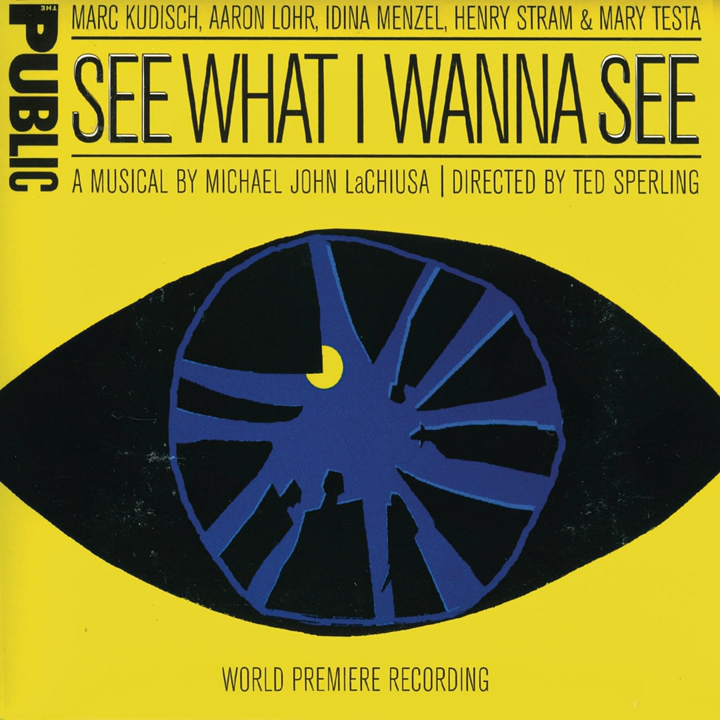 MARC KUDISCH, AARON LOHR, IDINA MENZEL, HENRY STRAM & MARY TESTA
THE PUBLIC
SEE WHAT I WANNA SEE
A MUSICAL BY MICHAEL JOHN LaCHIUSA | DIRECTED BY TED SPERLING
WORLD PREMIERE RECORDING